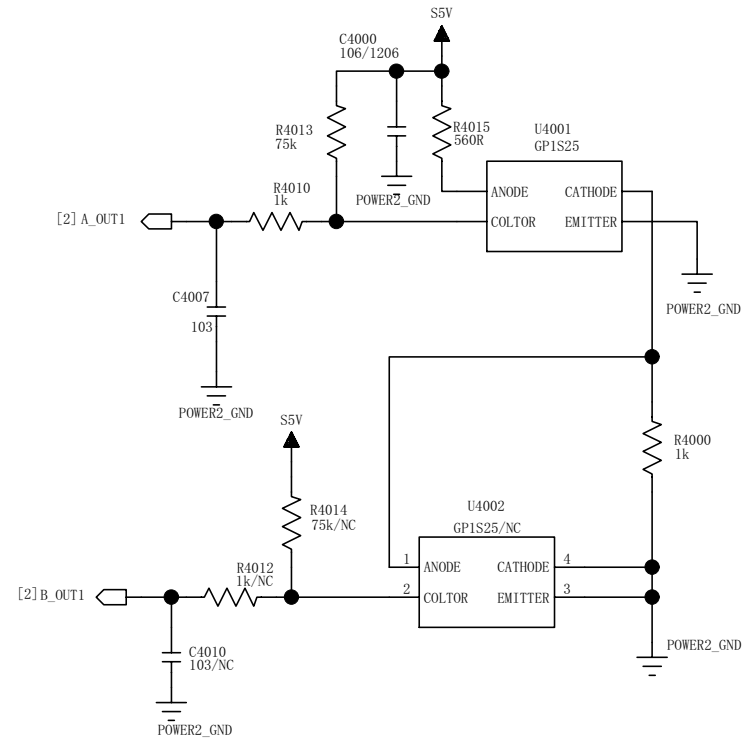 S5V
C4000
106/1206
R4013
75k
R4015
560R
U4001
GP1S25
ANODE CATHODE
COLTOR EMITTER
R4010
1k
POWER2_GND
[2] A_OUT1
C4007
103
POWER2_GND
POWER2_GND
S5V
R4000
1k
R4014
75k/NC
U4002
GP1S25/NC
1 ANODE CATHODE 4
2 COLTOR EMITTER 3
R4012
1k/NC
[2]B_OUT1
C4010
103/NC
POWER2_GND
POWER2_GND